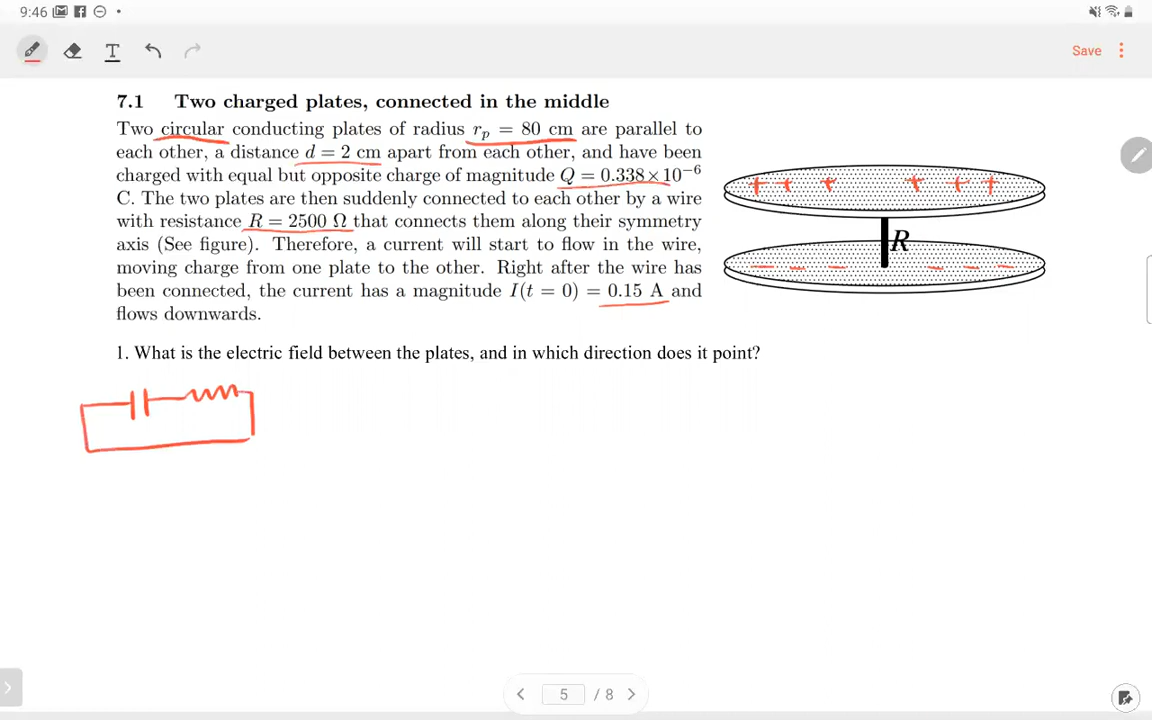 9:46
T
Save
7.1 Two charged plates, connected in the middle
Two circular conducting plates of radius r_p = 80 cm are parallel to
each other, a distance d = 2 cm apart from each other, and have been
charged with equal but opposite charge of magnitude Q = 0.338×10⁻⁶
C. The two plates are then suddenly connected to each other by a wire
with resistance R = 2500 Ω that connects them along their symmetry
axis (See figure). Therefore, a current will start to flow in the wire,
moving charge from one plate to the other. Right after the wire has
been connected, the current has a magnitude I(t = 0) = 0.15 A and
flows downwards.
+ + + + + +
R
− − − − − −
1. What is the electric field between the plates, and in which direction does it point?
5 / 8